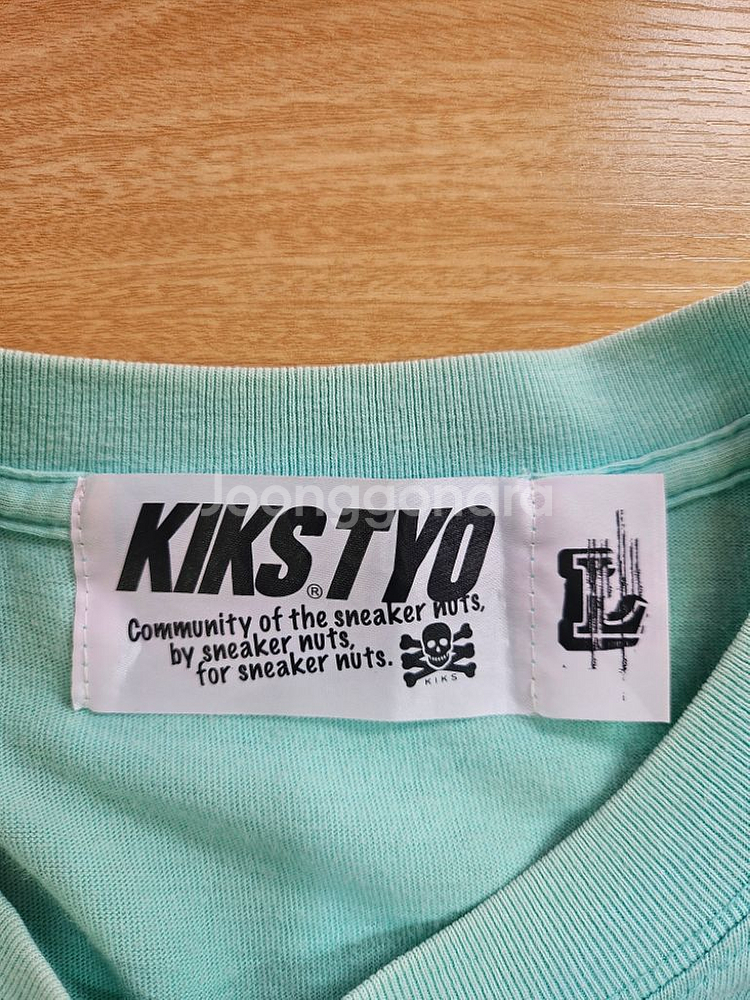 Joonggonara
KIKS TYO®
Community of the sneaker nuts,
by sneaker nuts,
for sneaker nuts.
KIKS
L